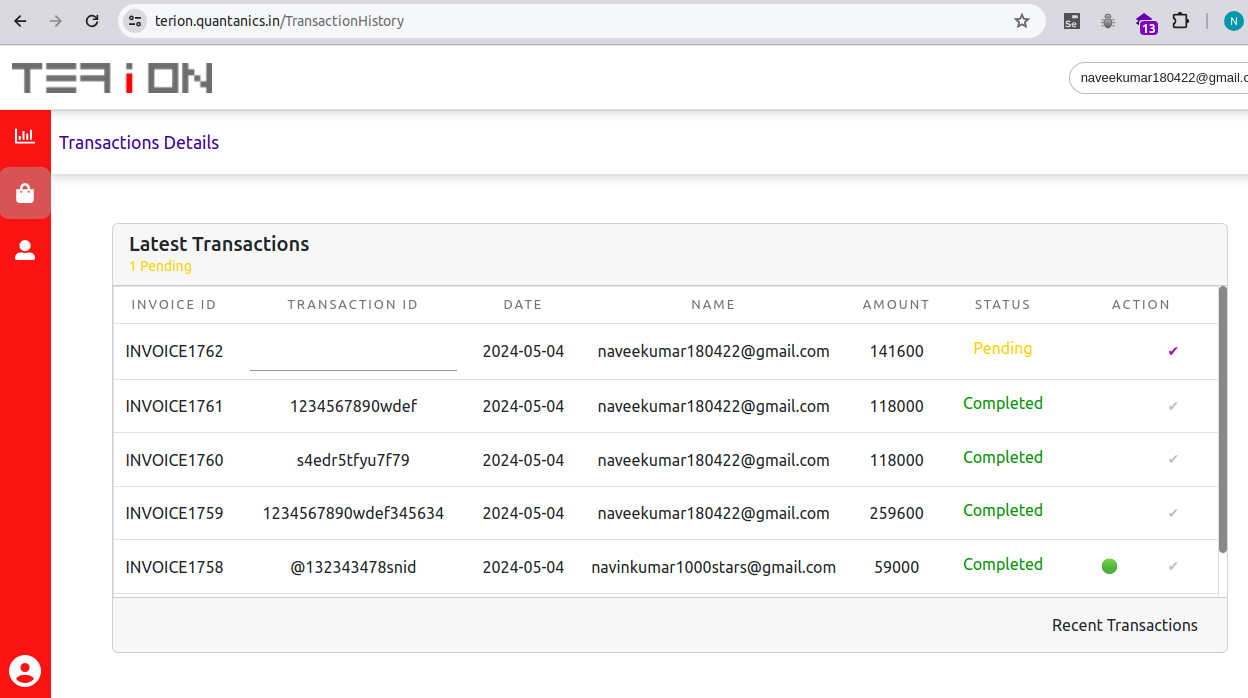 terion.quantanics.in/TransactionHistory
Se
13
N
TERiON
naveekumar180422@gmail.c
Transactions Details
Latest Transactions
1 Pending
INVOICE ID TRANSACTION ID DATE NAME AMOUNT STATUS ACTION
INVOICE1762 2024-05-04 naveekumar180422@gmail.com 141600 Pending ✔
INVOICE1761 1234567890wdef 2024-05-04 naveekumar180422@gmail.com 118000 Completed ✔
INVOICE1760 s4edr5tfyu7f79 2024-05-04 naveekumar180422@gmail.com 118000 Completed ✔
INVOICE1759 1234567890wdef345634 2024-05-04 naveekumar180422@gmail.com 259600 Completed ✔
INVOICE1758 @132343478snid 2024-05-04 navinkumar1000stars@gmail.com 59000 Completed ✔
Recent Transactions